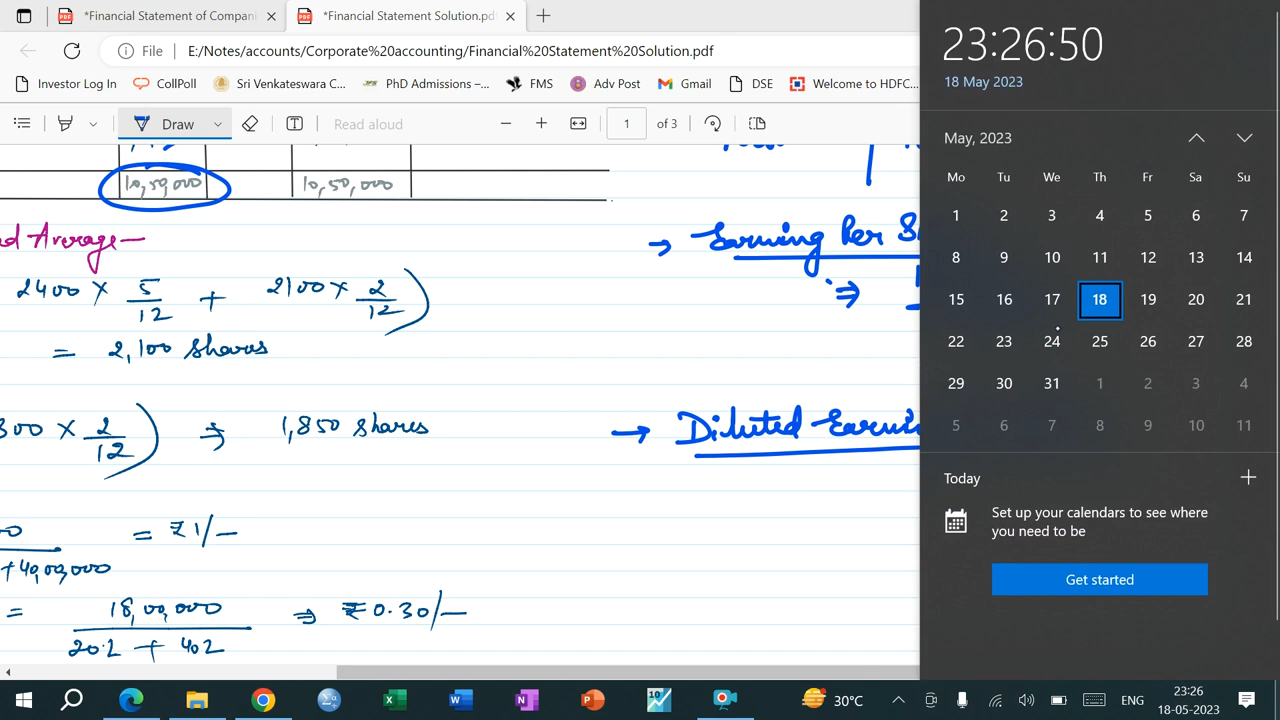 *Financial Statement of Compani
*Financial Statement Solution.pdf
File E:/Notes/accounts/Corporate%20accounting/Financial%20Statement%20Solution.pdf
Investor Log In CollPoll Sri Venkateswara C... PhD Admissions –... FMS Adv Post Gmail DSE Welcome to HDFC...
Draw Read aloud 1 of 3
10,50,000 10,50,000
d Average—
2400 × 5/12 + 2100 × 2/12)
= 2,100 shares
300 × 2/12) ⇒ 1,850 shares
00 = ₹1/—
+40,00,000
= 18,00,000 ⇒ ₹0.30/—
20L + 40L
→ Earning Per S
⇒
→ Diluted Earnin
23:26:50
18 May 2023
May, 2023
Mo Tu We Th Fr Sa Su
1 2 3 4 5 6 7
8 9 10 11 12 13 14
15 16 17 18 19 20 21
22 23 24 25 26 27 28
29 30 31 1 2 3 4
5 6 7 8 9 10 11
Today
Set up your calendars to see where
you need to be
Get started
30°C ENG 23:26
18-05-2023